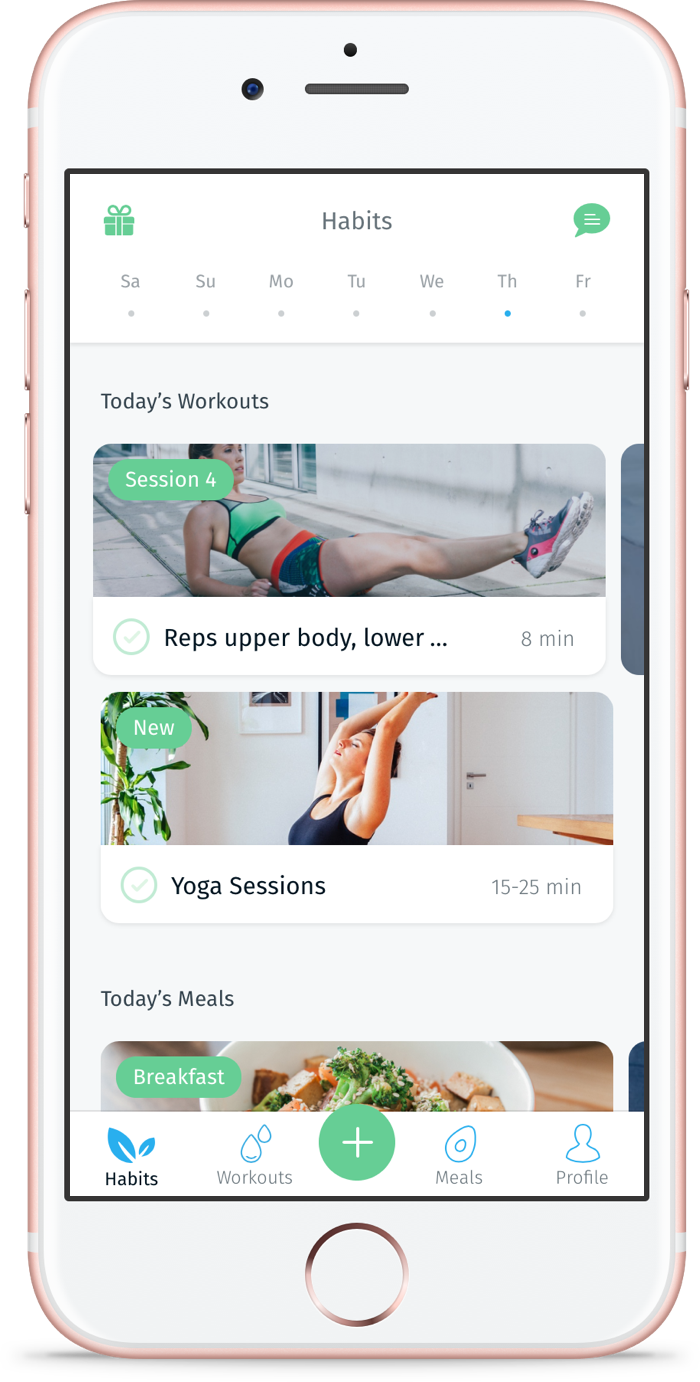 Habits
Sa Su Mo Tu We Th Fr
Today’s Workouts
Session 4
Reps upper body, lower ... 8 min
New
Yoga Sessions 15-25 min
Today’s Meals
Breakfast
Habits Workouts Meals Profile